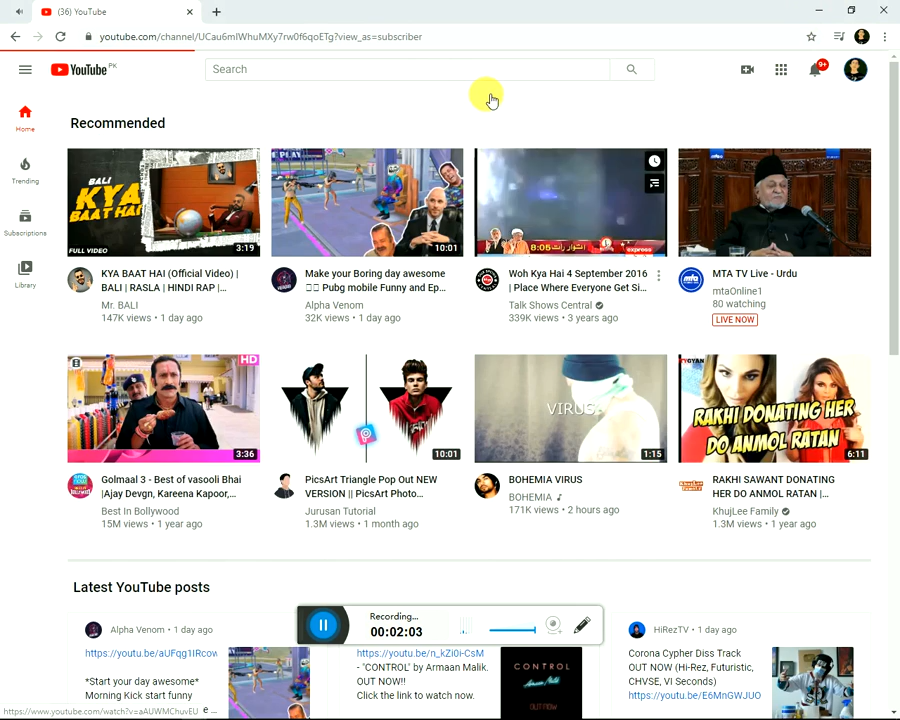 (36) YouTube
youtube.com/channel/UCau6mIWhuMXy7rw0f6qoETg?view_as=subscriber
YouTube PK
Search
9+
Home
Trending
Subscriptions
Library
Recommended
BALI
KYA
BAAT HAI
FULL VIDEO
3:19
10:01
8:05
express
KYA BAAT HAI (Official Video) |
BALI | RASLA | HINDI RAP |...
Mr. BALI
147K views • 1 day ago
Make your Boring day awesome
Pubg mobile Funny and Ep...
Alpha Venom
32K views • 1 day ago
Woh Kya Hai 4 September 2016
| Place Where Everyone Get Si...
Talk Shows Central
339K views • 3 years ago
MTA TV Live - Urdu
mtaOnline1
80 watching
LIVE NOW
HD
3:36
10:01
VIRUS
1:15
RAKHI DONATING HER
DO ANMOL RATAN
6:11
Golmaal 3 - Best of vasooli Bhai
|Ajay Devgn, Kareena Kapoor,...
Best In Bollywood
15M views • 1 year ago
PicsArt Triangle Pop Out NEW
VERSION || PicsArt Photo...
Jurusan Tutorial
1.3M views • 1 month ago
BOHEMIA VIRUS
BOHEMIA
171K views • 2 hours ago
RAKHI SAWANT DONATING
HER DO ANMOL RATAN |...
KhujLee Family
1.3M views • 1 year ago
Latest YouTube posts
Alpha Venom • 1 day ago
https://youtu.be/aUFqg1IRcow
*Start your day awesome*
Morning Kick start funny
Recording...
00:02:03
https://youtu.be/n_kZi0i-CsM
- "CONTROL" by Armaan Malik.
OUT NOW!!
Click the link to watch now.
CONTROL
Armaan Malik
out now
HiRezTV • 1 day ago
Corona Cypher Diss Track
OUT NOW (Hi-Rez, Futuristic,
CHVSE, VI Seconds)
https://youtu.be/E6MnGWJUO
https://www.youtube.com/watch?v=aAUWMChuvEU